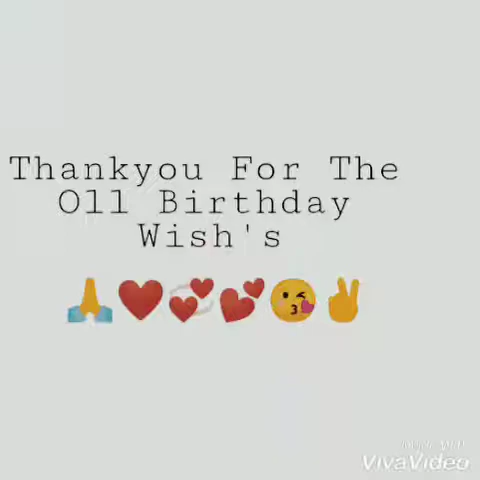 Thankyou For The
Oll Birthday
Wish's
🙏❤️💞💕😘✌️
VivaVideo